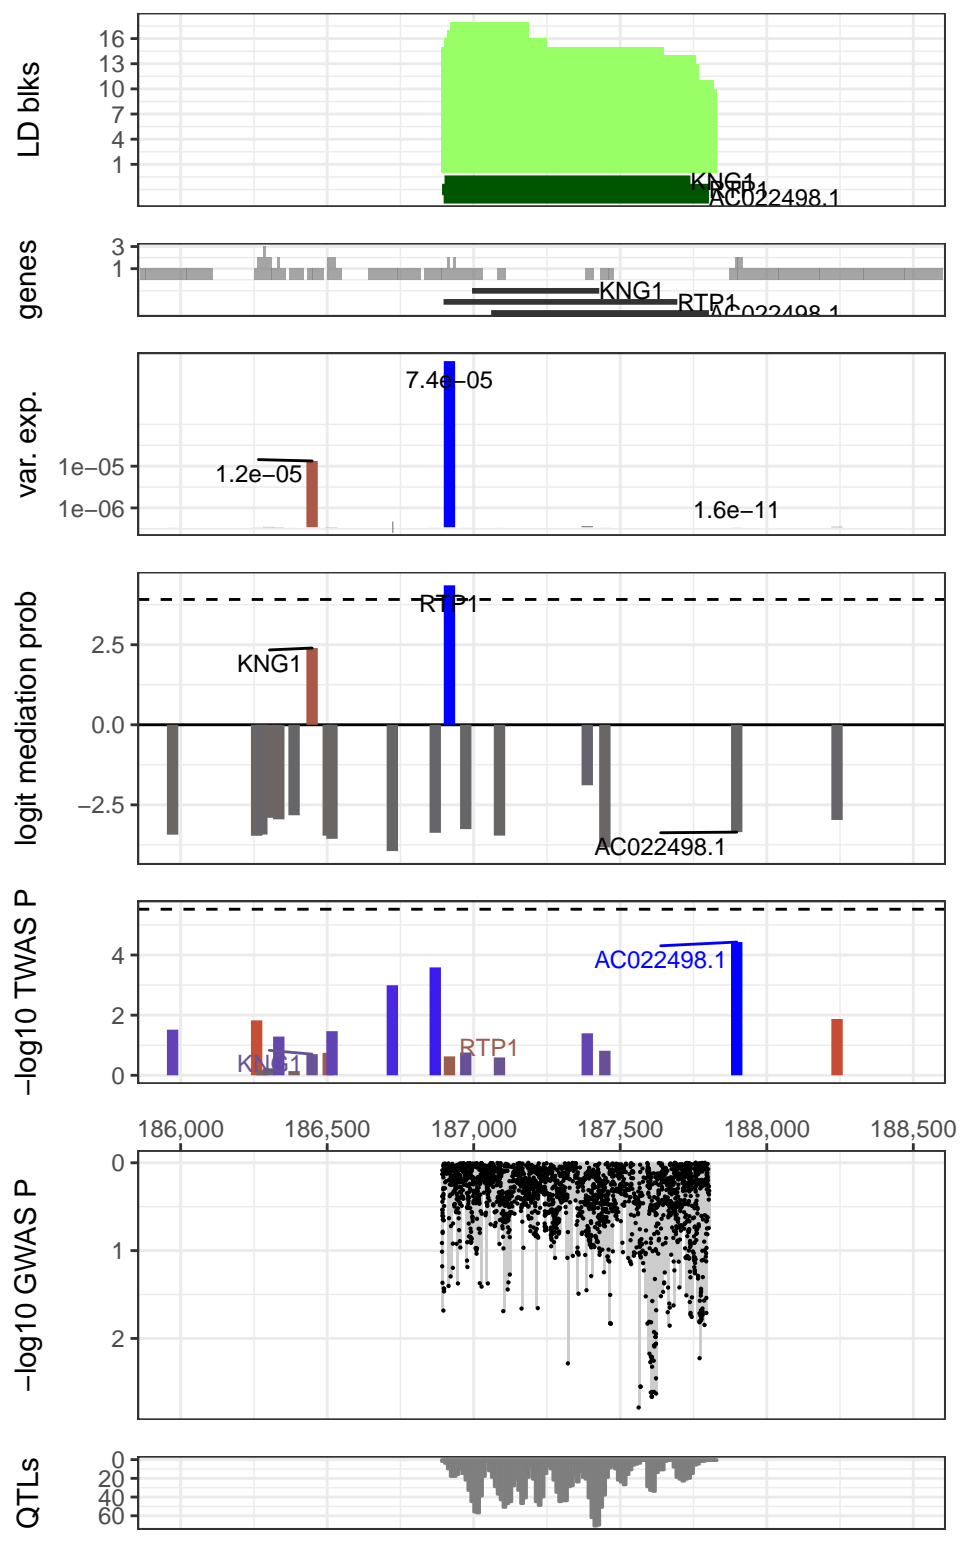 LD blks
16
13
10
7
4
1
KNG1
RTP1
AC022498.1
genes
3
1
KNG1
RTP1
AC022498.1
var. exp.
1e−05
1e−06
7.4e−05
1.2e−05
1.6e−11
logit mediation prob
2.5
0.0
−2.5
RTP1
KNG1
AC022498.1
−log10 TWAS P
4
2
0
AC022498.1
KNG1
RTP1
186,000 186,500 187,000 187,500 188,000 188,500
−log10 GWAS P
0
1
2
QTLs
0
20
40
60